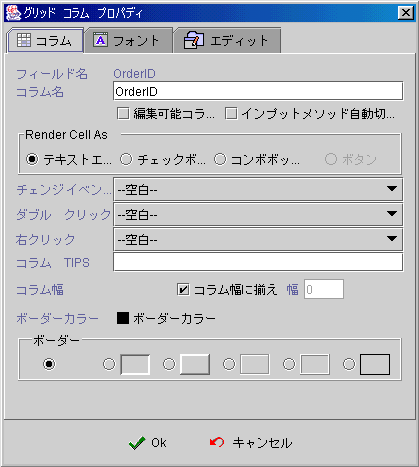 グリッド コラム プロパティ
コラム フォント エディット
フィールド名 OrderID
コラム名 OrderID
編集可能コラ... インプットメソッド自動切...
Render Cell As
テキストエ... チェックボ... コンボボッ... ボタン
チェンジイベン... --空白--
ダブル クリック --空白--
右クリック --空白--
コラム TIPS
コラム幅 コラム幅に揃え 幅 0
ボーダーカラー ボーダーカラー
ボーダー
Ok キャンセル